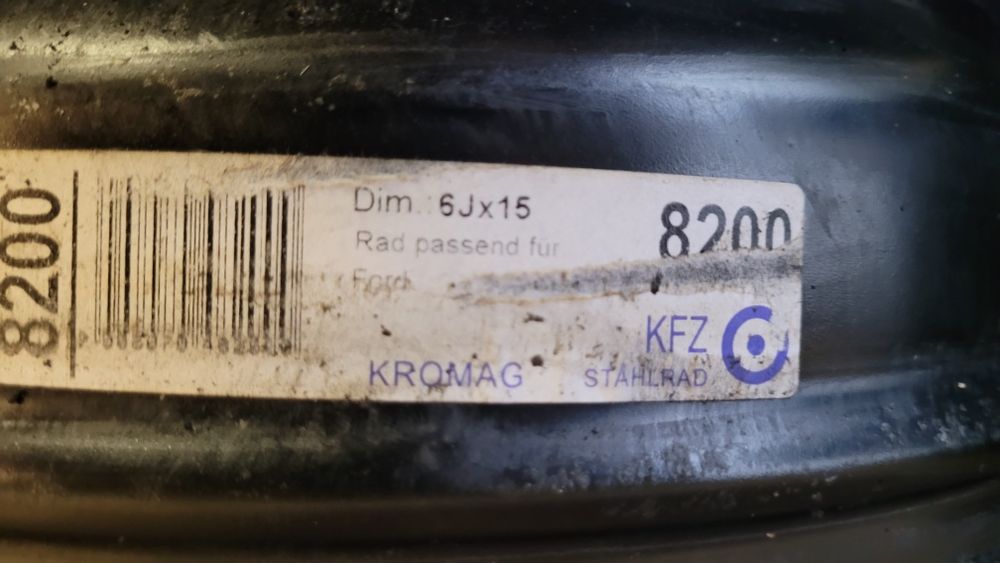 8200
Dim.: 6Jx15
8200
Rad passend für
Ford
KFZ
KROMAG
STAHLRAD